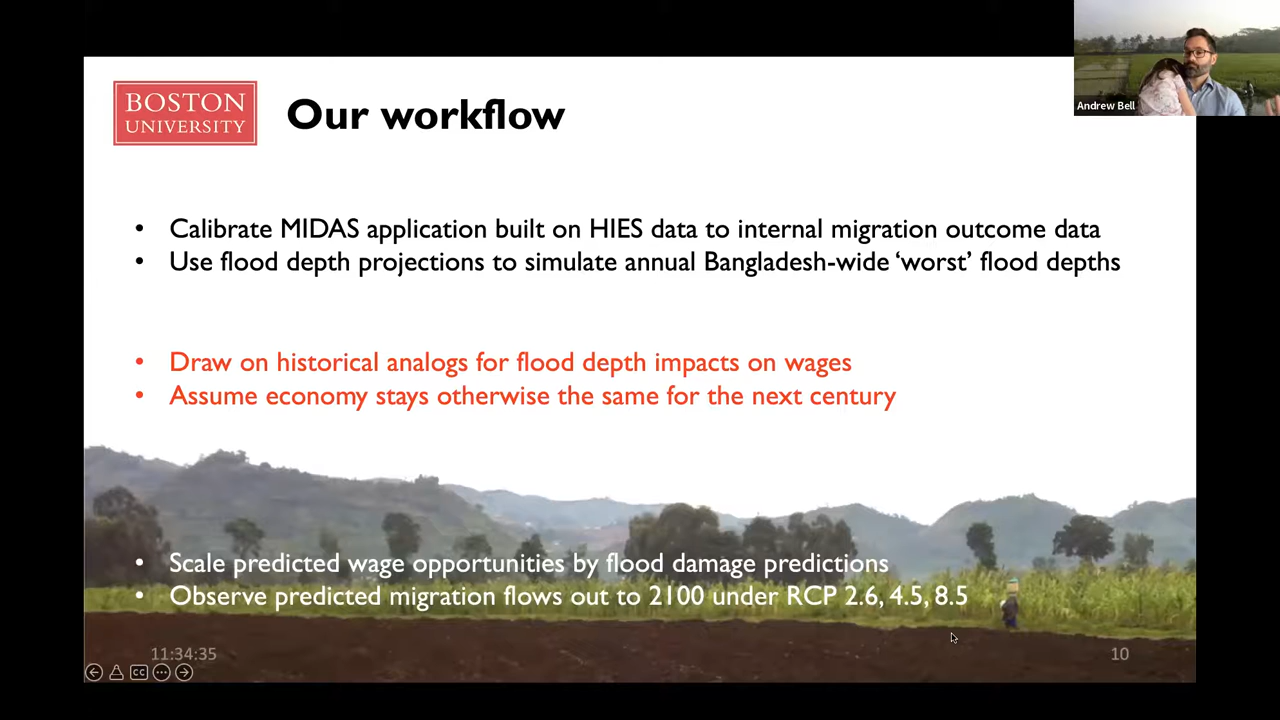 Andrew Bell
BOSTON
UNIVERSITY
Our workflow
• Calibrate MIDAS application built on HIES data to internal migration outcome data
• Use flood depth projections to simulate annual Bangladesh-wide ‘worst’ flood depths
• Draw on historical analogs for flood depth impacts on wages
• Assume economy stays otherwise the same for the next century
• Scale predicted wage opportunities by flood damage predictions
• Observe predicted migration flows out to 2100 under RCP 2.6, 4.5, 8.5
11:34:35
10
CC